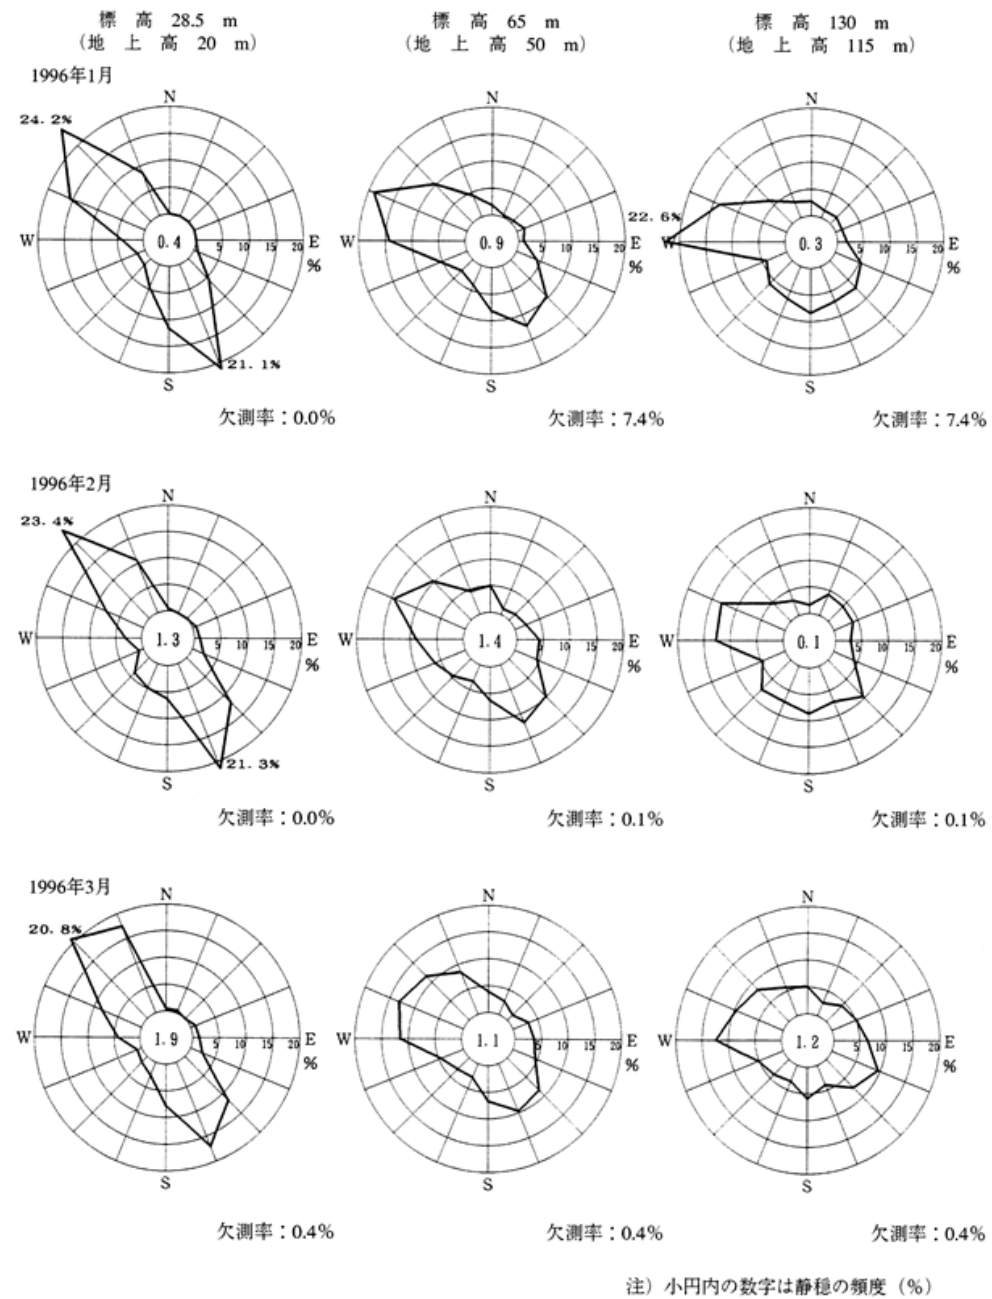 標 高 28.5 m 標 高 65 m 標 高 130 m
（地 上 高 20 m） （地 上 高 50 m） （地 上 高 115 m）
1996年1月
N N N
24. 2%
22. 6%
W 0.4 5 10 15 20 E W 0.9 5 10 15 20 E W 0.3 5 10 15 20 E
% % %
21. 1%
S S S
欠測率：0.0% 欠測率：7.4% 欠測率：7.4%
1996年2月
N N N
23. 4%
W 1.3 5 10 15 20 E W 1.4 5 10 15 20 E W 0.1 5 10 15 20 E
% % %
21. 3%
S S S
欠測率：0.0% 欠測率：0.1% 欠測率：0.1%
1996年3月
N N N
20. 8%
W 1.9 5 10 15 20 E W 1.1 5 10 15 20 E W 1.2 5 10 15 20 E
% % %
S S S
欠測率：0.4% 欠測率：0.4% 欠測率：0.4%
注）小円内の数字は静穏の頻度（%）